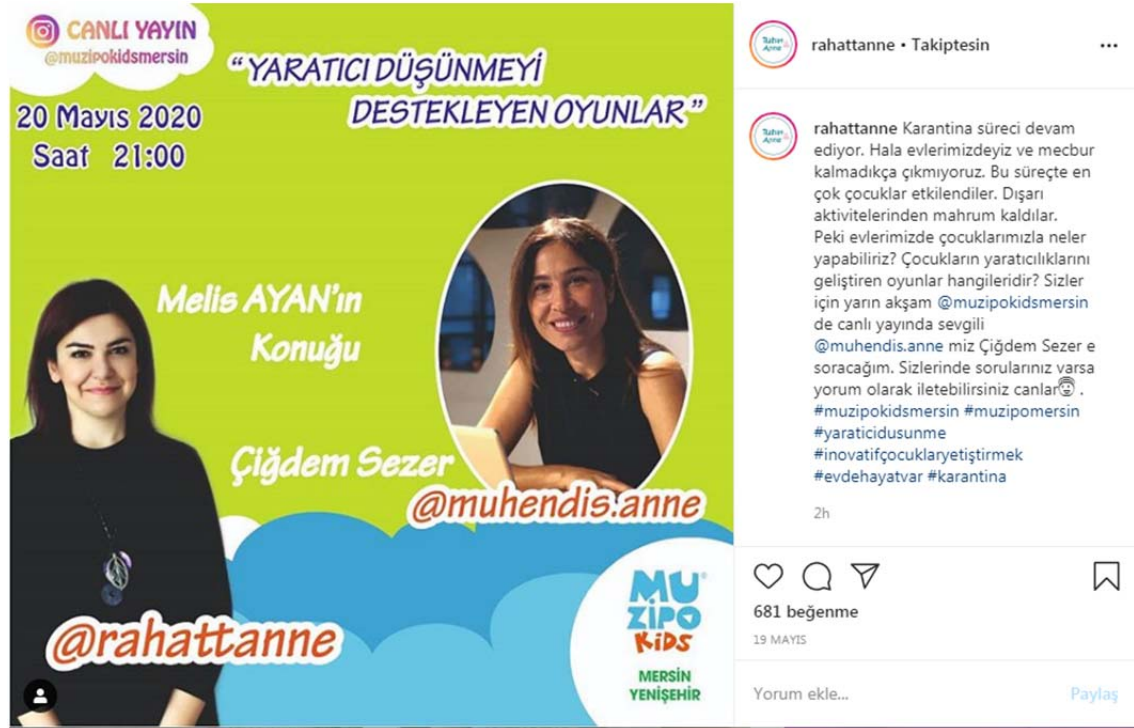 CANLI YAYIN
@muzipokidsmersin
20 Mayıs 2020
Saat 21:00
“YARATICI DÜŞÜNMEYİ
DESTEKLEYEN OYUNLAR”
Melis AYAN’ın
Konuğu
Çiğdem Sezer
@muhendis.anne
@rahattanne
MU
ZİPO
KiDS
MERSİN
YENİŞEHİR
rahattanne • Takiptesin
rahattanne Karantina süreci devam
ediyor. Hala evlerimizdeyiz ve mecbur
kalmadıkça çıkmıyoruz. Bu süreçte en
çok çocuklar etkilendiler. Dışarı
aktivitelerinden mahrum kaldılar.
Peki evlerimizde çocuklarımızla neler
yapabiliriz? Çocukların yaratıcılıklarını
geliştiren oyunlar hangileridir? Sizler
için yarın akşam @muzipokidsmersin
de canlı yayında sevgili
@muhendis.anne miz Çiğdem Sezer e
soracağım. Sizlerinde sorularınız varsa
yorum olarak iletebilirsiniz canlar .
#muzipokidsmersin #muzipomersin
#yaraticidusunme
#inovatifçocuklaryetiştirmek
#evdehayatvar #karantina
2h
681 beğenme
19 MAYIS
Yorum ekle...
Paylaş